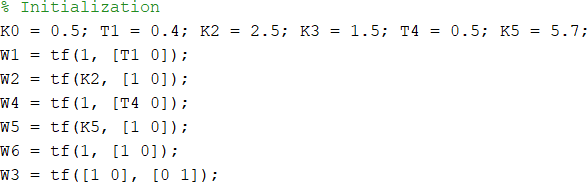 % Initialization
K0 = 0.5; T1 = 0.4; K2 = 2.5; K3 = 1.5; T4 = 0.5; K5 = 5.7;
W1 = tf(1, [T1 0]);
W2 = tf(K2, [1 0]);
W4 = tf(1, [T4 0]);
W5 = tf(K5, [1 0]);
W6 = tf(1, [1 0]);
W3 = tf([1 0], [0 1]);